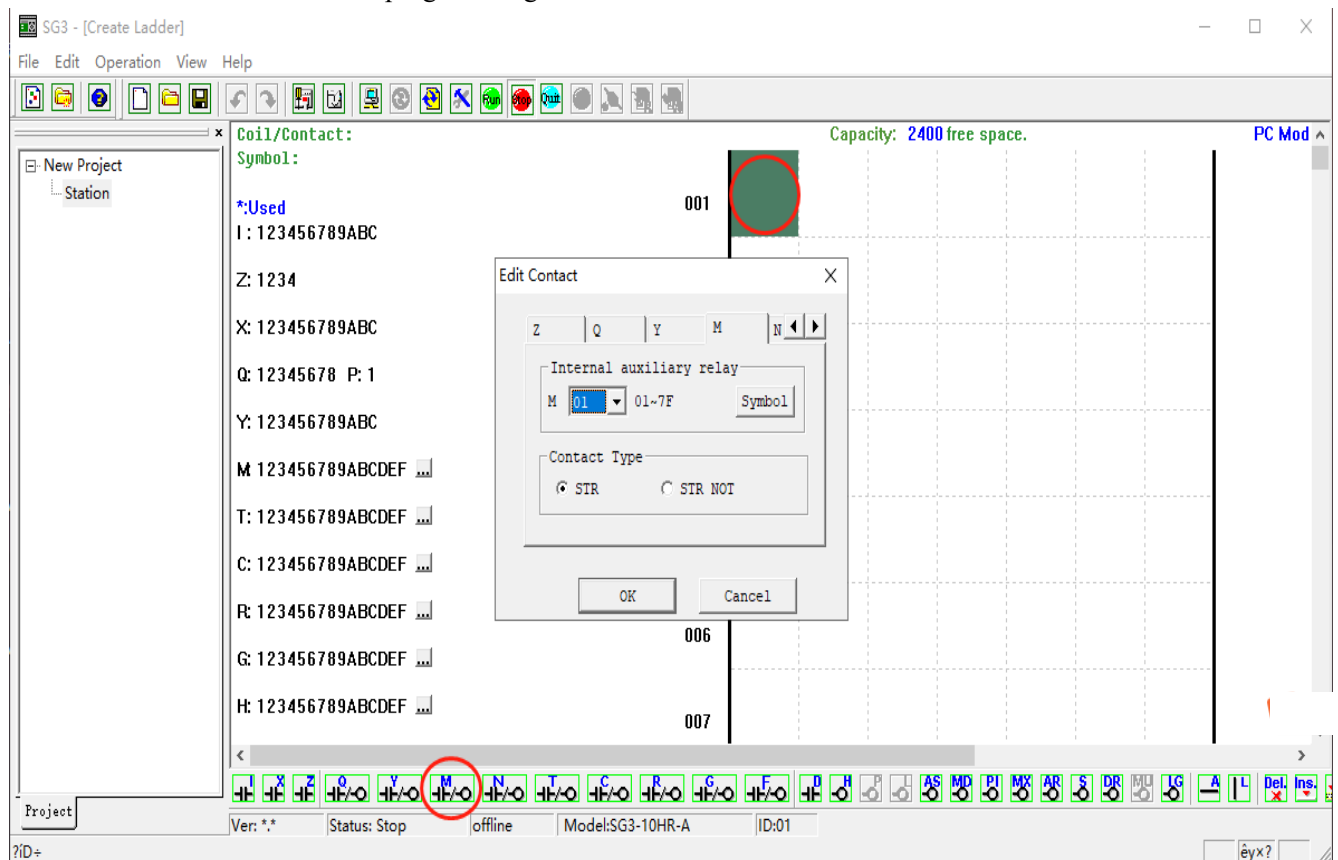 SG3 - [Create Ladder]
File Edit Operation View Help
Run Stop Quit
Coil/Contact: Capacity: 2400 free space. PC Mod
Symbol:
New Project
Station
*:Used
001
I : 123456789ABC
Z: 1234
X: 123456789ABC
Q: 12345678 P: 1
Y: 123456789ABC
M: 123456789ABCDEF ...
T: 123456789ABCDEF ...
C: 123456789ABCDEF ...
R: 123456789ABCDEF ...
G: 123456789ABCDEF ...
H: 123456789ABCDEF ...
Edit Contact
Z Q Y M N
Internal auxiliary relay
M 01 01~7F Symbol
Contact Type
STR STR NOT
OK Cancel
006
007
I X Z Q Y M N T C R G F D H P L AS MD PI MX AR S DR MU LG A L Del. Ins.
Project
Ver: *.* Status: Stop offline Model:SG3-10HR-A ID:01
?íD÷ êy×?